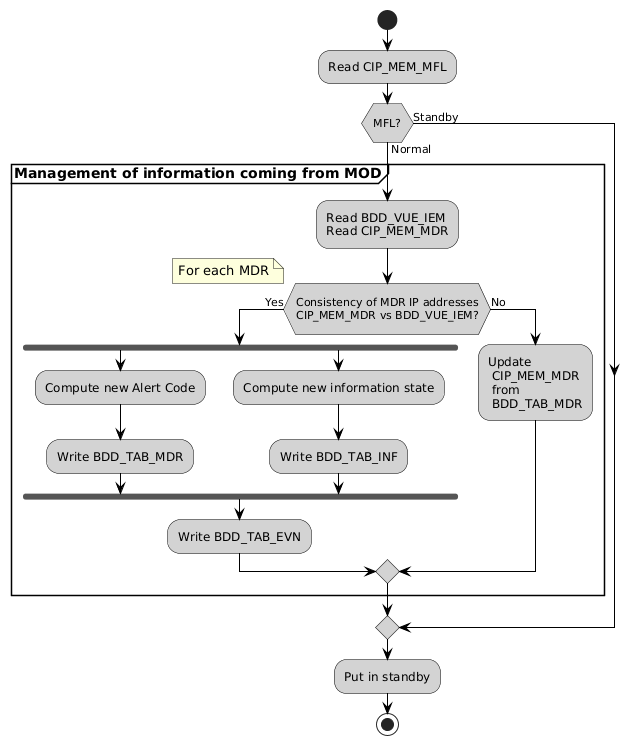 Read CIP_MEM_MFL
MFL?
Standby
Normal
Management of information coming from MOD
Read BDD_VUE_IEM
Read CIP_MEM_MDR
For each MDR
Yes
Consistency of MDR IP addresses
CIP_MEM_MDR vs BDD_VUE_IEM?
No
Update
CIP_MEM_MDR
from
BDD_TAB_MDR
Compute new Alert Code
Compute new information state
Write BDD_TAB_MDR
Write BDD_TAB_INF
Write BDD_TAB_EVN
Put in standby